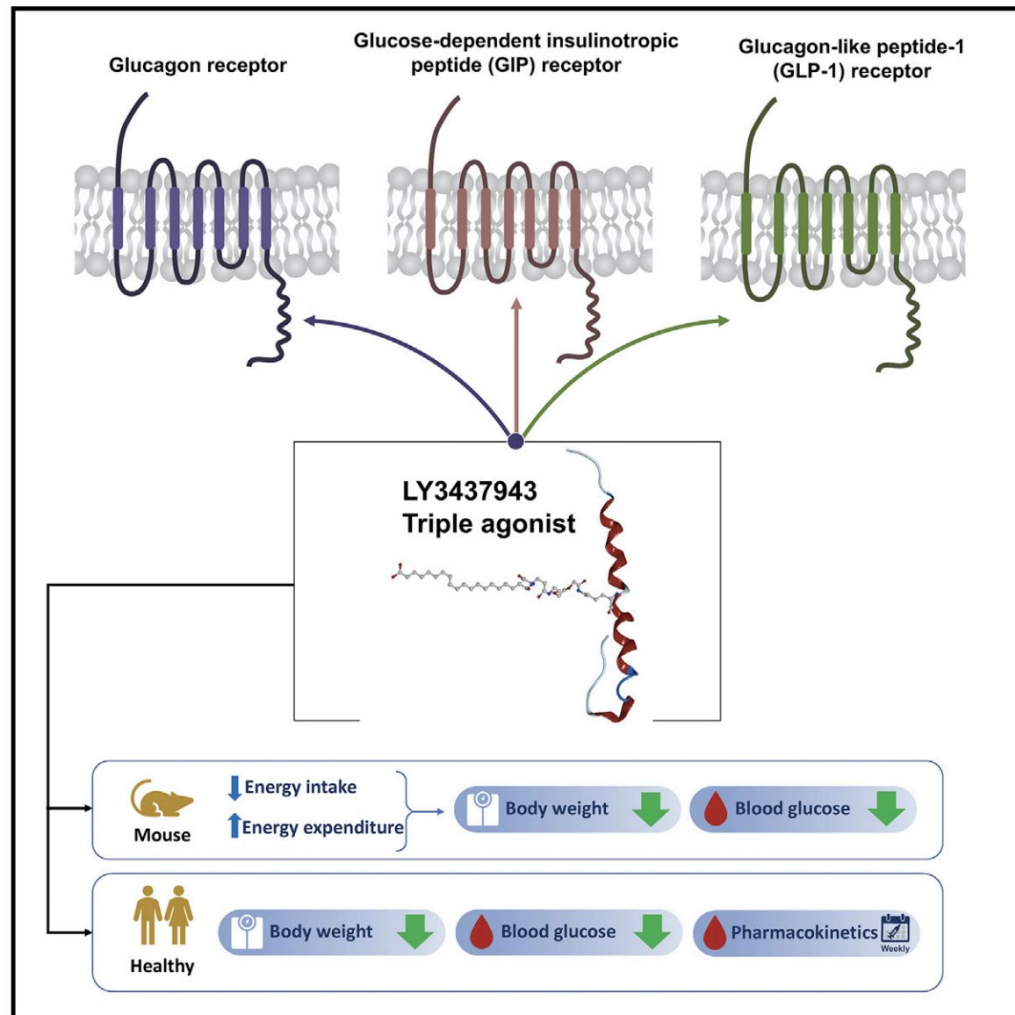 Glucagon receptor
Glucose-dependent insulinotropic
peptide (GIP) receptor
Glucagon-like peptide-1
(GLP-1) receptor
LY3437943
Triple agonist
Mouse
Energy intake
Energy expenditure
Body weight
Blood glucose
Healthy
Body weight
Blood glucose
Pharmacokinetics
Weekly